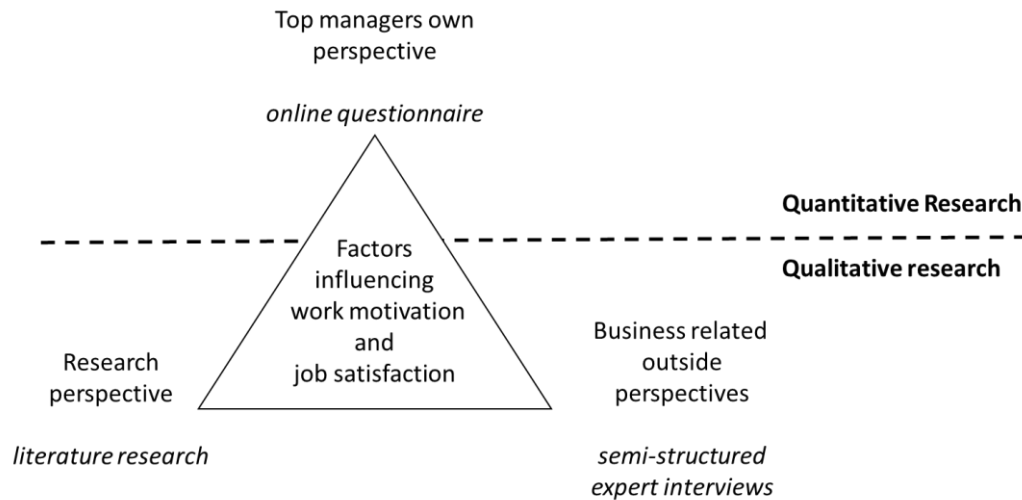 Top managers own
perspective
online questionnaire
Quantitative Research
Qualitative research
Factors
influencing
work motivation
and
job satisfaction
Research
perspective
literature research
Business related
outside
perspectives
semi-structured
expert interviews